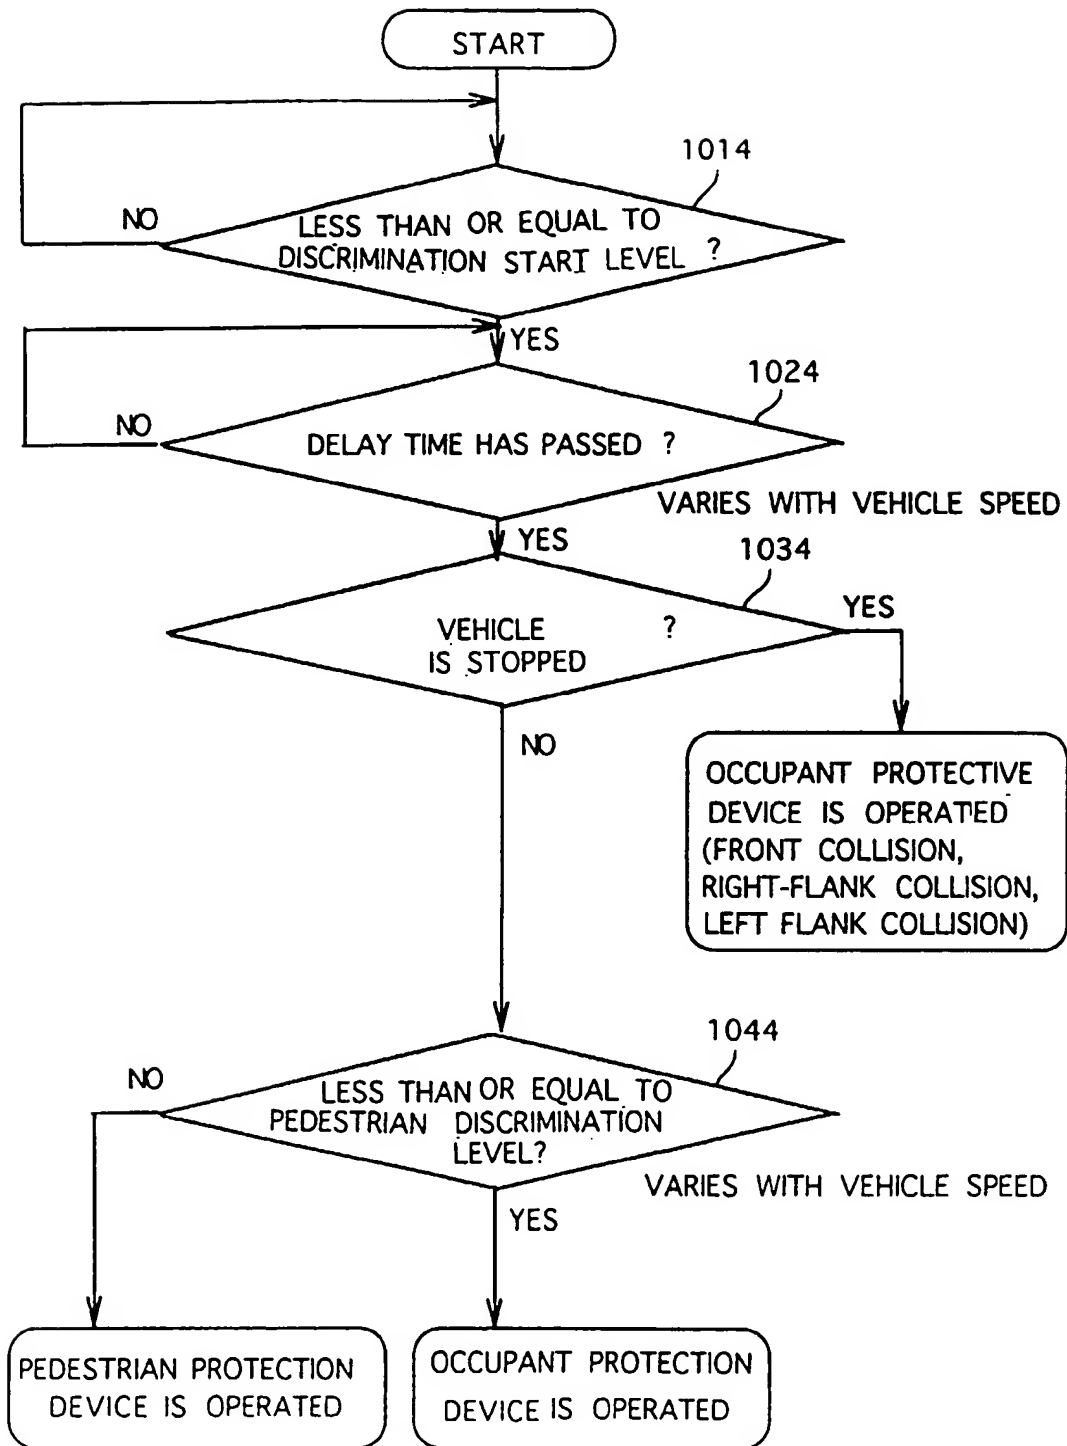 START
1014
NO
LESS THAN OR EQUAL TO
DISCRIMINATION START LEVEL ?
YES
1024
NO
DELAY TIME HAS PASSED ?
VARIES WITH VEHICLE SPEED
YES
1034
YES
VEHICLE ?
IS STOPPED
NO
OCCUPANT PROTECTIVE
DEVICE IS OPERATED
(FRONT COLLISION,
RIGHT-FLANK COLLISION,
LEFT FLANK COLLISION)
1044
NO
LESS THAN OR EQUAL TO
PEDESTRIAN DISCRIMINATION
LEVEL?
VARIES WITH VEHICLE SPEED
YES
PEDESTRIAN PROTECTION
DEVICE IS OPERATED
OCCUPANT PROTECTION
DEVICE IS OPERATED